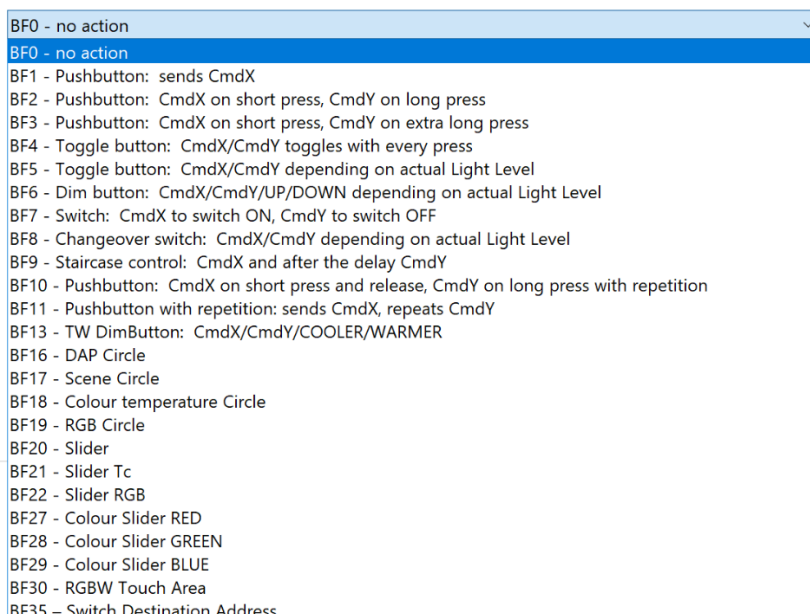 BF0 - no action
BF0 - no action
BF1 - Pushbutton:  sends CmdX
BF2 - Pushbutton:  CmdX on short press, CmdY on long press
BF3 - Pushbutton:  CmdX on short press, CmdY on extra long press
BF4 - Toggle button:  CmdX/CmdY toggles with every press
BF5 - Toggle button:  CmdX/CmdY depending on actual Light Level
BF6 - Dim button:  CmdX/CmdY/UP/DOWN depending on actual Light Level
BF7 - Switch:  CmdX to switch ON, CmdY to switch OFF
BF8 - Changeover switch:  CmdX/CmdY depending on actual Light Level
BF9 - Staircase control:  CmdX and after the delay CmdY
BF10 - Pushbutton:  CmdX on short press and release, CmdY on long press with repetition
BF11 - Pushbutton with repetition: sends CmdX, repeats CmdY
BF13 - TW DimButton:  CmdX/CmdY/COOLER/WARMER
BF16 - DAP Circle
BF17 - Scene Circle
BF18 - Colour temperature Circle
BF19 - RGB Circle
BF20 - Slider
BF21 - Slider Tc
BF22 - Slider RGB
BF27 - Colour Slider RED
BF28 - Colour Slider GREEN
BF29 - Colour Slider BLUE
BF30 - RGBW Touch Area
BF35 – Switch Destination Address